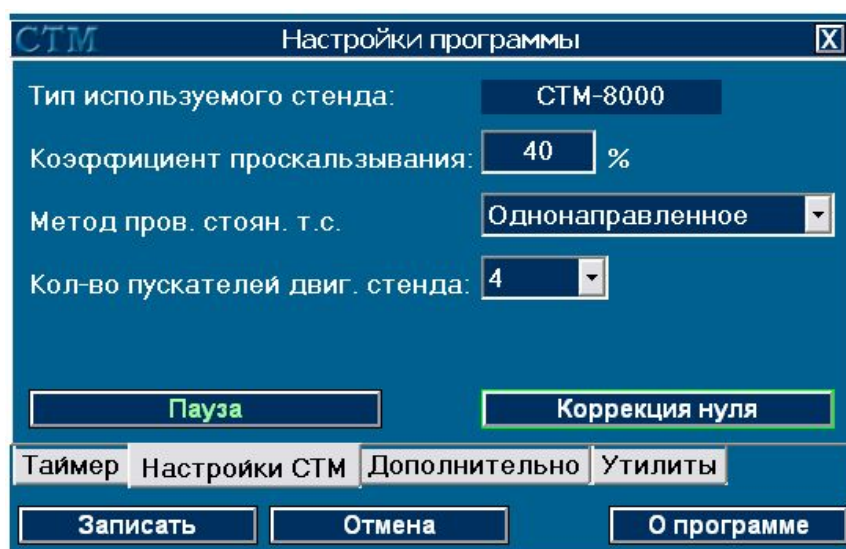 СТМ Настройки программы X
Тип используемого стенда: СТМ-8000
Коэффициент проскальзывания: 40 %
Метод пров. стоян. т.с. Однонаправленное
Кол-во пускателей двиг. стенда: 4
Пауза Коррекция нуля
Таймер Настройки СТМ Дополнительно Утилиты
Записать Отмена О программе